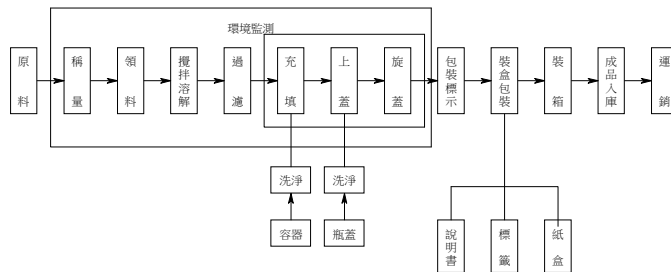 環境監測
原料
稱量
領料
攪拌溶解
過濾
充填
上蓋
旋蓋
包裝標示
裝盒包裝
裝箱
成品入庫
運銷
洗淨
洗淨
容器
瓶蓋
說明書
標籤
紙盒